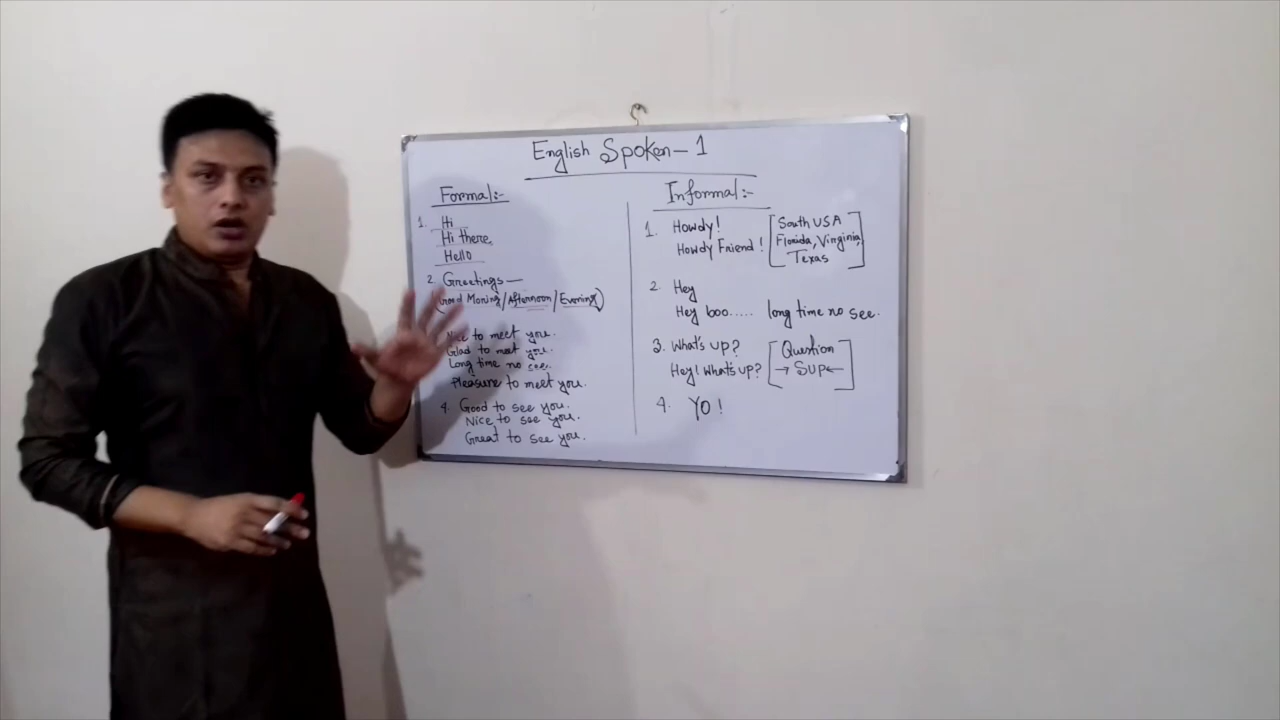 English Spoken-1
Formal:-
1. Hi
Hi there
Hello
2. Greetings—
Good Morning/Afternoon/Evening)
Nice to meet you.
Glad to meet you.
Long time no see.
Pleasure to meet you.
4. Good to see you.
Nice to see you.
Great to see you.
Informal:-
1. Howdy!
Howdy Friend!
[South USA
Florida, Virginia,
Texas]
2 Hey
Hey boo..... long time no see.
3. What's up?
Hey! What's up?
[Question
→ Sup←]
4. YO!